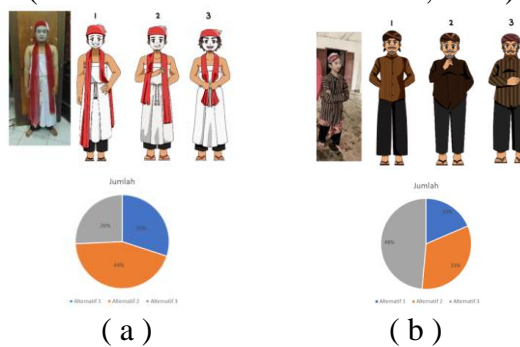 1 2 3
1 2 3
Jumlah
44%
Alternatif 1 Alternatif 2 Alternatif 3
Jumlah
33%
Alternatif 1 Alternatif 2 Alternatif 3
( a ) ( b )